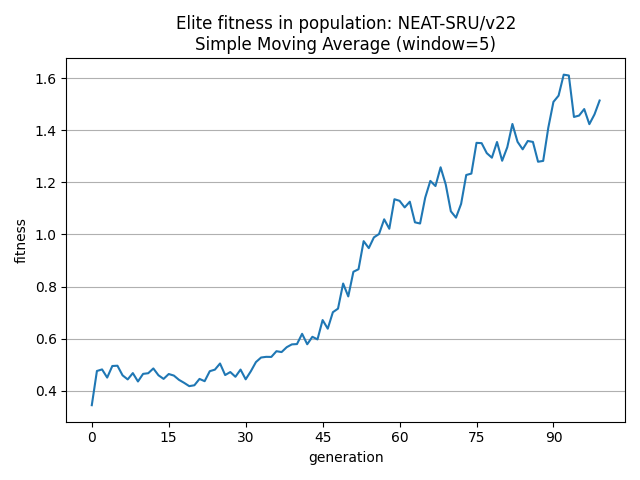 Elite fitness in population: NEAT-SRU/v22
Simple Moving Average (window=5)
fitness
1.6
1.4
1.2
1.0
0.8
0.6
0.4
0 15 30 45 60 75 90
generation